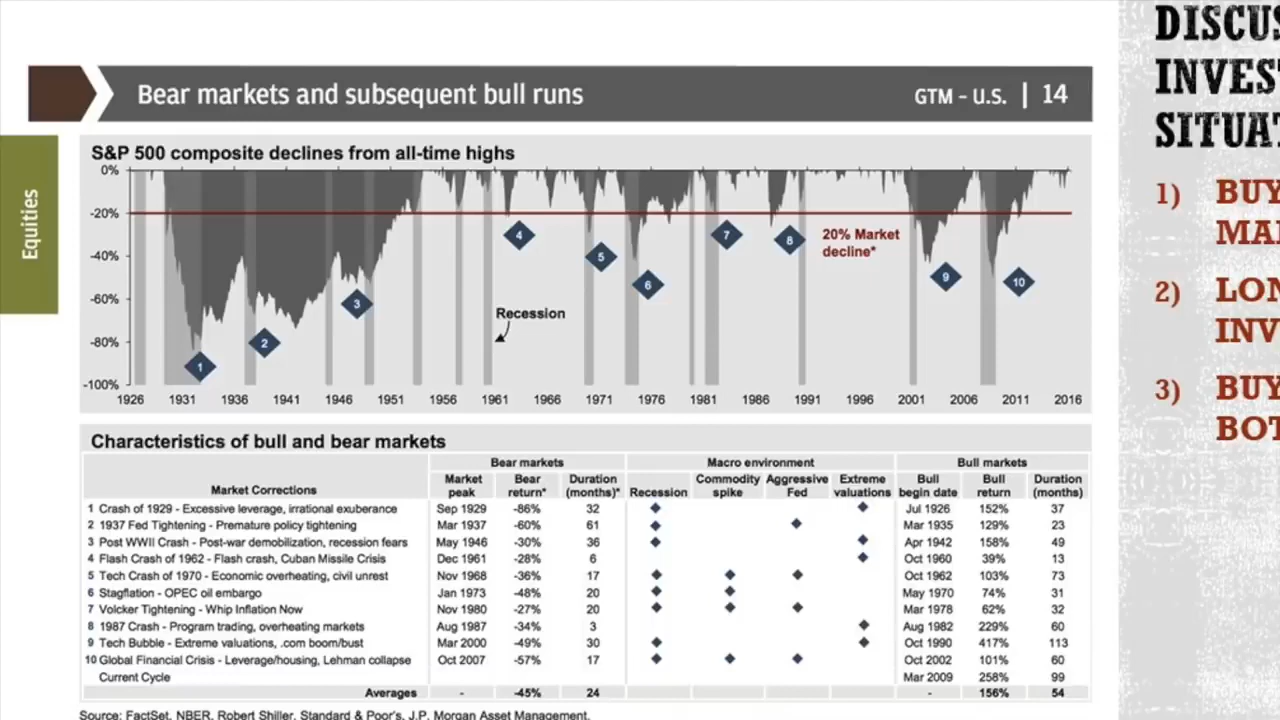 Bear markets and subsequent bull runs
GTM – U.S. | 14
Equities
S&P 500 composite declines from all-time highs
0%
-20%
-40%
-60%
-80%
-100%
1926 1931 1936 1941 1946 1951 1956 1961 1966 1971 1976 1981 1986 1991 1996 2001 2006 2011 2016
1
2
3
4
5
6
7
8
9
10
20% Market
decline*
Recession
Characteristics of bull and bear markets
Bear markets Macro environment Bull markets
Market Corrections Market peak Bear return* Duration (months)* Recession Commodity spike Aggressive Fed Extreme valuations Bull begin date Bull return Duration (months)
1 Crash of 1929 - Excessive leverage, irrational exuberance Sep 1929 -86% 32 Jul 1926 152% 37
2 1937 Fed Tightening - Premature policy tightening Mar 1937 -60% 61 Mar 1935 129% 23
3 Post WWII Crash - Post-war demobilization, recession fears May 1946 -30% 36 Apr 1942 158% 49
4 Flash Crash of 1962 - Flash crash, Cuban Missile Crisis Dec 1961 -28% 6 Oct 1960 39% 13
5 Tech Crash of 1970 - Economic overheating, civil unrest Nov 1968 -36% 17 Oct 1962 103% 73
6 Stagflation - OPEC oil embargo Jan 1973 -48% 20 May 1970 74% 31
7 Volcker Tightening - Whip Inflation Now Nov 1980 -27% 20 Mar 1978 62% 32
8 1987 Crash - Program trading, overheating markets Aug 1987 -34% 3 Aug 1982 229% 60
9 Tech Bubble - Extreme valuations, .com boom/bust Mar 2000 -49% 30 Oct 1990 417% 113
10 Global Financial Crisis - Leverage/housing, Lehman collapse Oct 2007 -57% 17 Oct 2002 101% 60
Current Cycle Mar 2009 258% 99
Averages - -45% 24 - 156% 54
Source: FactSet, NBER, Robert Shiller, Standard & Poor's, J.P. Morgan Asset Management.
DISCUS
INVES
SITUAT
1) BUY
MAR
2) LON
INV
3) BUY
BOT